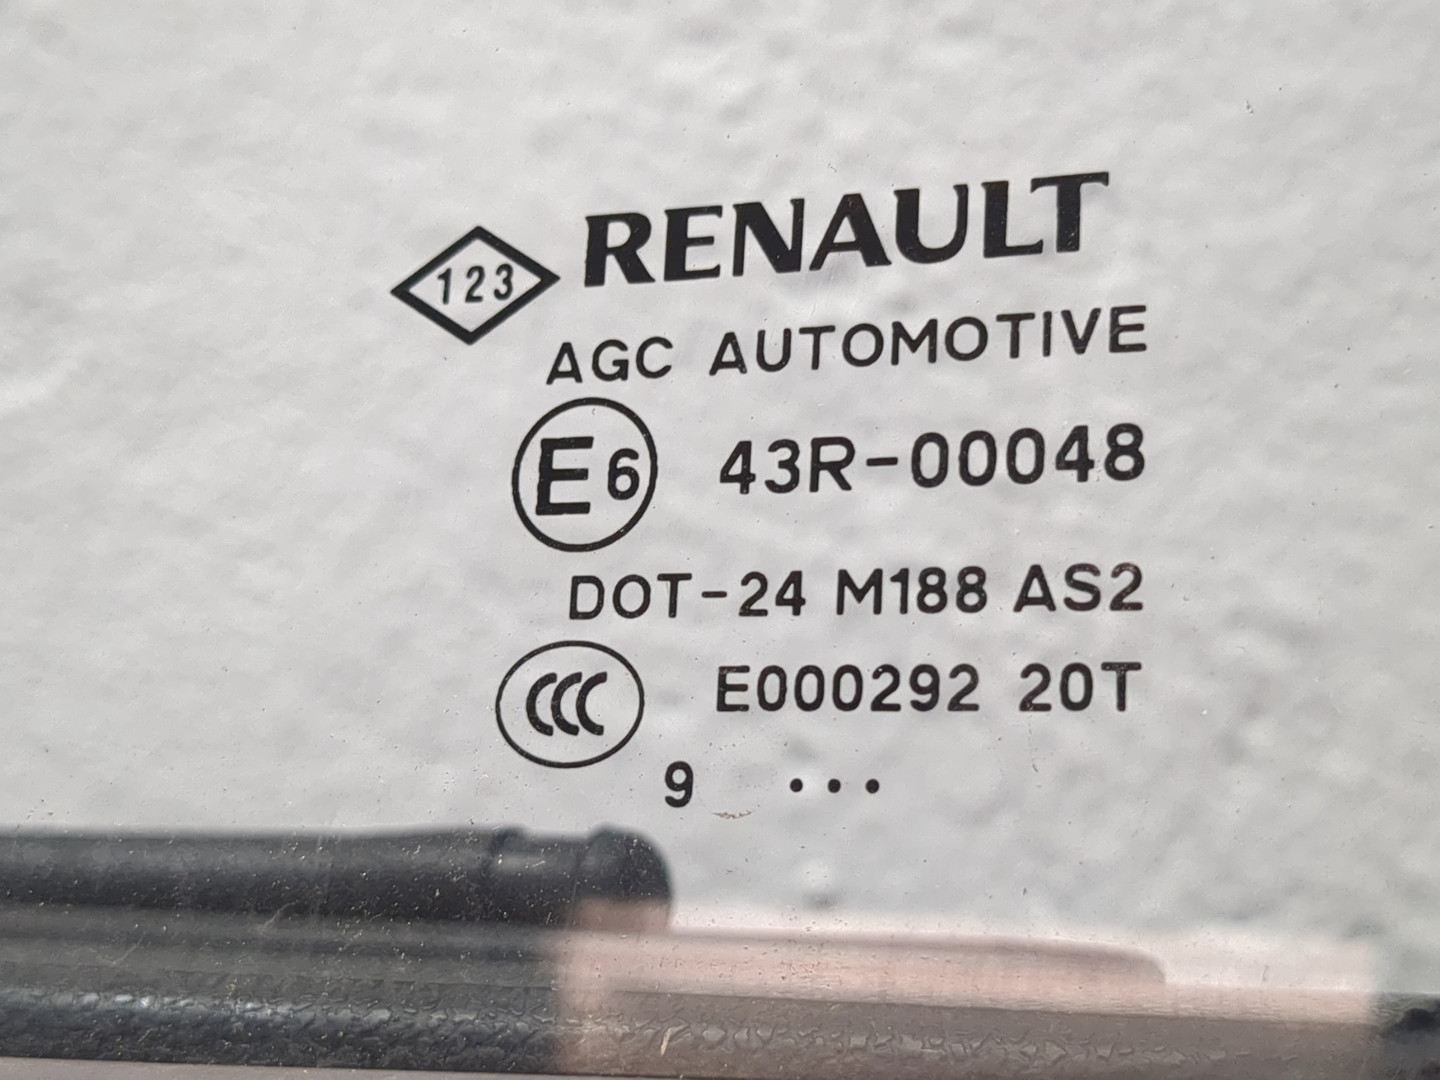 123 RENAULT
AGC AUTOMOTIVE
E6 43R-00048
DOT-24 M188 AS2
CCC E000292 20T
9 •••